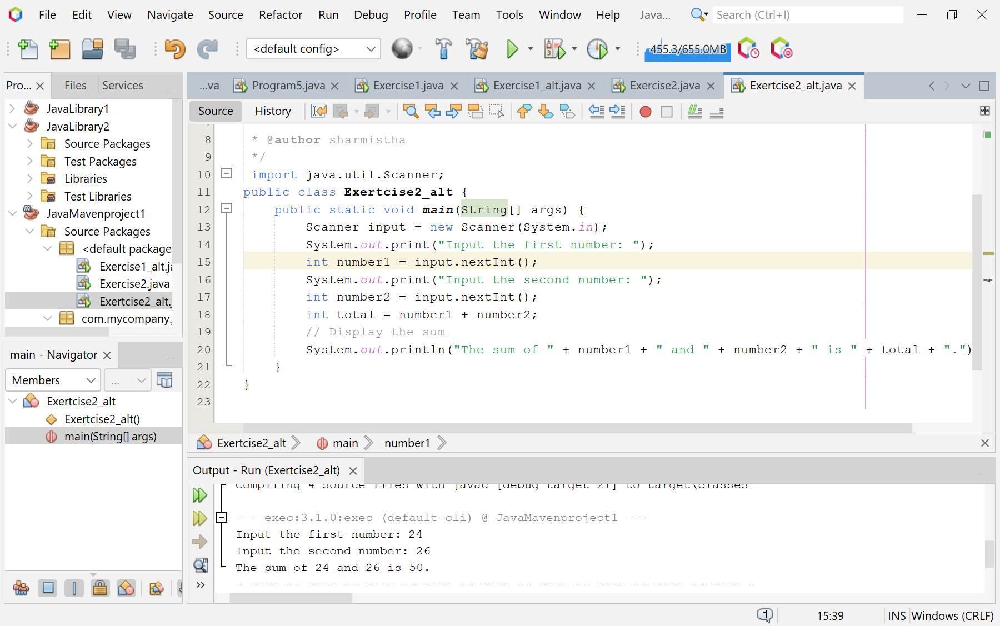 File Edit View Navigate Source Refactor Run Debug Profile Team Tools Window Help Java... Search (Ctrl+I)
<default config> 455.3/655.0MB
Pro... Files Services
...va Program5.java Exercise1.java Exercise1_alt.java Exercise2.java Exertcise2_alt.java
Source History
JavaLibrary1
JavaLibrary2
Source Packages
Test Packages
Libraries
Test Libraries
JavaMavenproject1
Source Packages
<default package
Exercise1_alt.ja
Exercise2.java
Exertcise2_alt.j
com.mycompany.
8 * @author sharmistha
9 */
10 import java.util.Scanner;
11 public class Exertcise2_alt {
12 public static void main(String[] args) {
13 Scanner input = new Scanner(System.in);
14 System.out.print("Input the first number: ");
15 int number1 = input.nextInt();
16 System.out.print("Input the second number: ");
17 int number2 = input.nextInt();
18 int total = number1 + number2;
19 // Display the sum
20 System.out.println("The sum of " + number1 + " and " + number2 + " is " + total + ".")
21 }
22 }
23
main - Navigator
Members ...
Exertcise2_alt
Exertcise2_alt()
main(String[] args)
Exertcise2_alt main number1
Output - Run (Exertcise2_alt)
Compiling 4 source files with javac [debug target 21] to target\classes
--- exec:3.1.0:exec (default-cli) @ JavaMavenproject1 ---
Input the first number: 24
Input the second number: 26
The sum of 24 and 26 is 50.
------------------------------------------------------------------------
1 15:39 INS Windows (CRLF)